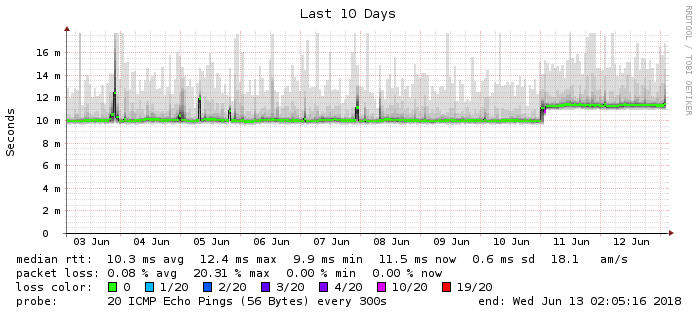 Last 10 Days
RRDTOOL / TOBI OETIKER
Seconds
16 m
14 m
12 m
10 m
8 m
6 m
4 m
2 m
0
03 Jun 04 Jun 05 Jun 06 Jun 07 Jun 08 Jun 09 Jun 10 Jun 11 Jun 12 Jun
median rtt: 10.3 ms avg 12.4 ms max 9.9 ms min 11.5 ms now 0.6 ms sd 18.1 am/s
packet loss: 0.08 % avg 20.31 % max 0.00 % min 0.00 % now
loss color: 0 1/20 2/20 3/20 4/20 10/20 19/20
probe: 20 ICMP Echo Pings (56 Bytes) every 300s end: Wed Jun 13 02:05:16 2018